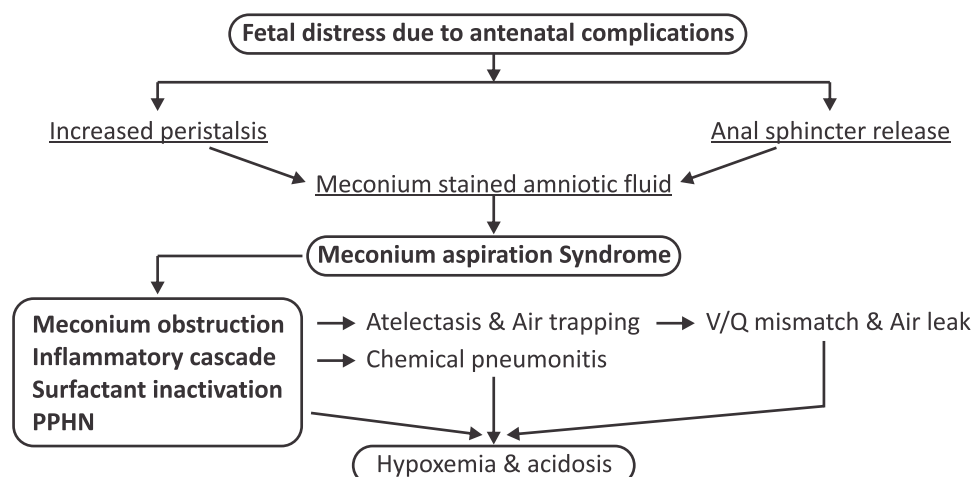 Fetal distress due to antenatal complications
Increased peristalsis
Anal sphincter release
Meconium stained amniotic fluid
Meconium aspiration Syndrome
Meconium obstruction
Atelectasis & Air trapping
V/Q mismatch & Air leak
Inflammatory cascade
Chemical pneumonitis
Surfactant inactivation
PPHN
Hypoxemia & acidosis